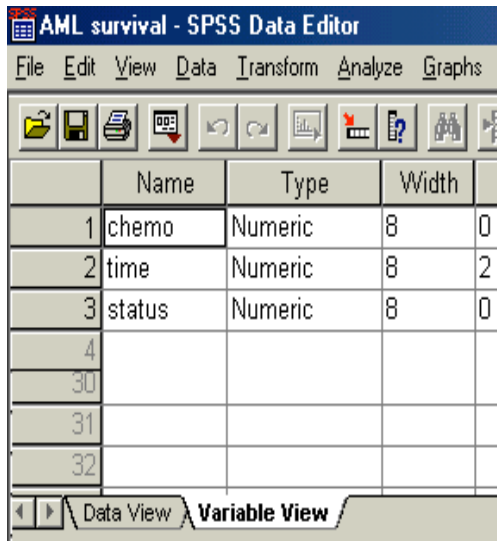 AML survival - SPSS Data Editor
File Edit View Data Transform Analyze Graphs
Name Type Width
1 chemo Numeric 8 0
2 time Numeric 8 2
3 status Numeric 8 0
4
30
31
32
Data View Variable View